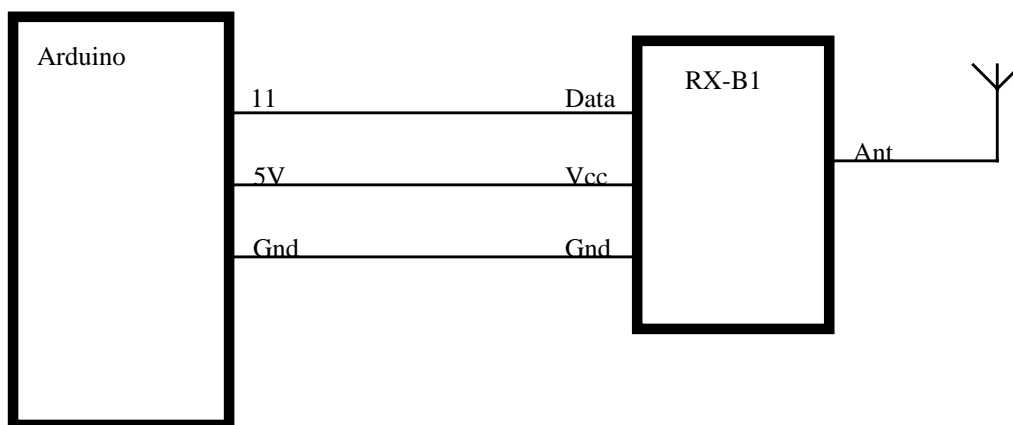 Arduino
RX-B1
11 Data
Ant
5V Vcc
Gnd Gnd